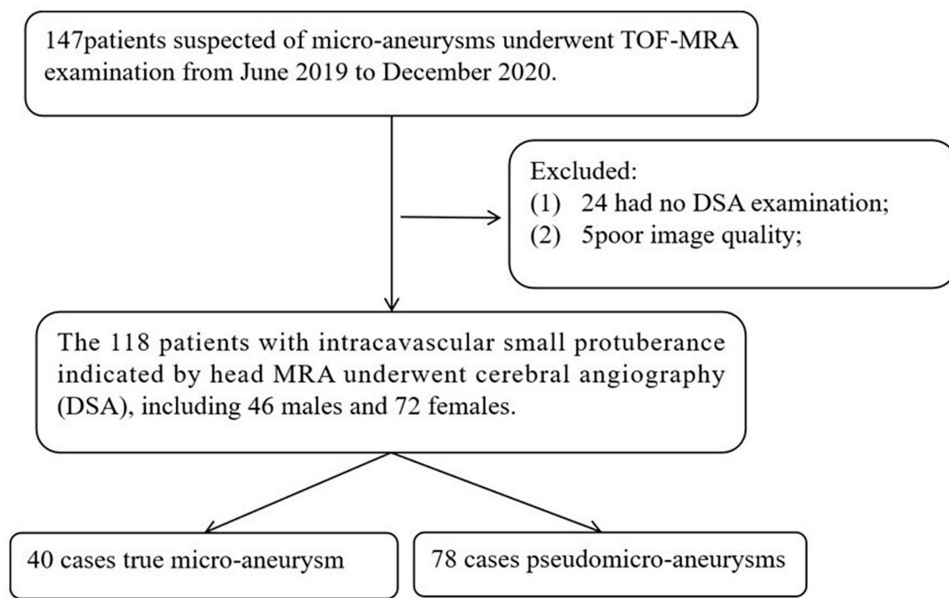 147patients suspected of micro-aneurysms underwent TOF-MRA
examination from June 2019 to December 2020.
Excluded:
(1) 24 had no DSA examination;
(2) 5poor image quality;
The 118 patients with intracavascular small protuberance
indicated by head MRA underwent cerebral angiography
(DSA), including 46 males and 72 females.
40 cases true micro-aneurysm
78 cases pseudomicro-aneurysms